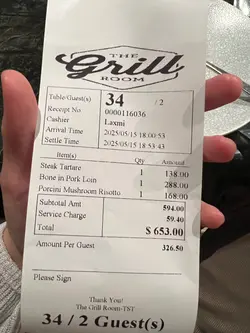 THE
Grill
ROOM
Table/Guest(s) 34 / 2
Receipt No 0000116036
Cashier Laxmi
Arrival Time 2025/05/15 18:00:53
Settle Time 2025/05/15 18:53:43
Item(s) Qty Amount
Steak Tartare 1 138.00
Bone in Pork Loin 1 288.00
Porcini Mushroom Risotto 1 168.00
Subtotal Amt 594.00
Service Charge 59.40
Total $ 653.00
Amount Per Guest 326.50
Please Sign
Thank You!
The Grill Room-TST
34 / 2 Guest(s)